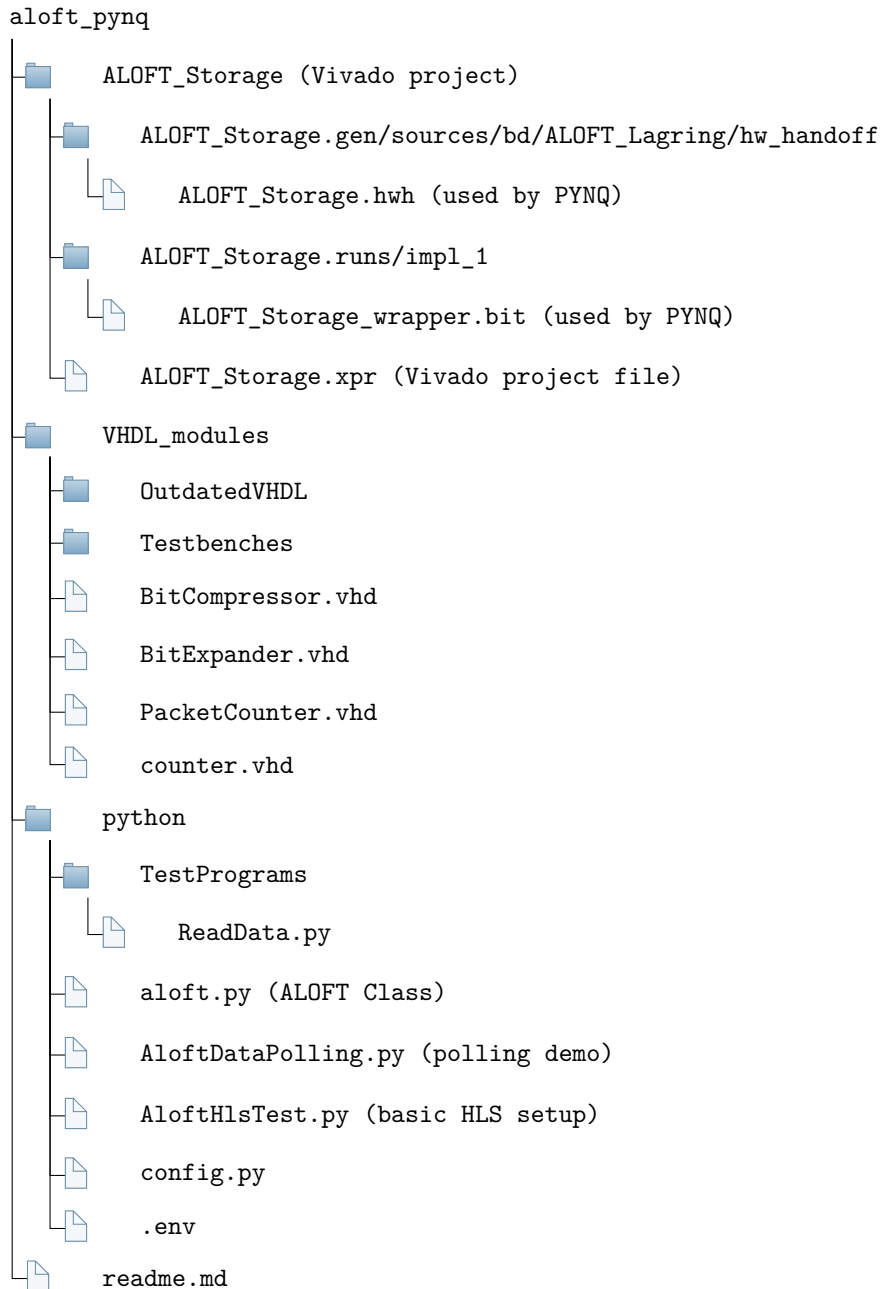 aloft_pynq
ALOFT_Storage (Vivado project)
ALOFT_Storage.gen/sources/bd/ALOFT_Lagring/hw_handoff
ALOFT_Storage.hwh (used by PYNQ)
ALOFT_Storage.runs/impl_1
ALOFT_Storage_wrapper.bit (used by PYNQ)
ALOFT_Storage.xpr (Vivado project file)
VHDL_modules
OutdatedVHDL
Testbenches
BitCompressor.vhd
BitExpander.vhd
PacketCounter.vhd
counter.vhd
python
TestPrograms
ReadData.py
aloft.py (ALOFT Class)
AloftDataPolling.py (polling demo)
AloftHlsTest.py (basic HLS setup)
config.py
.env
readme.md